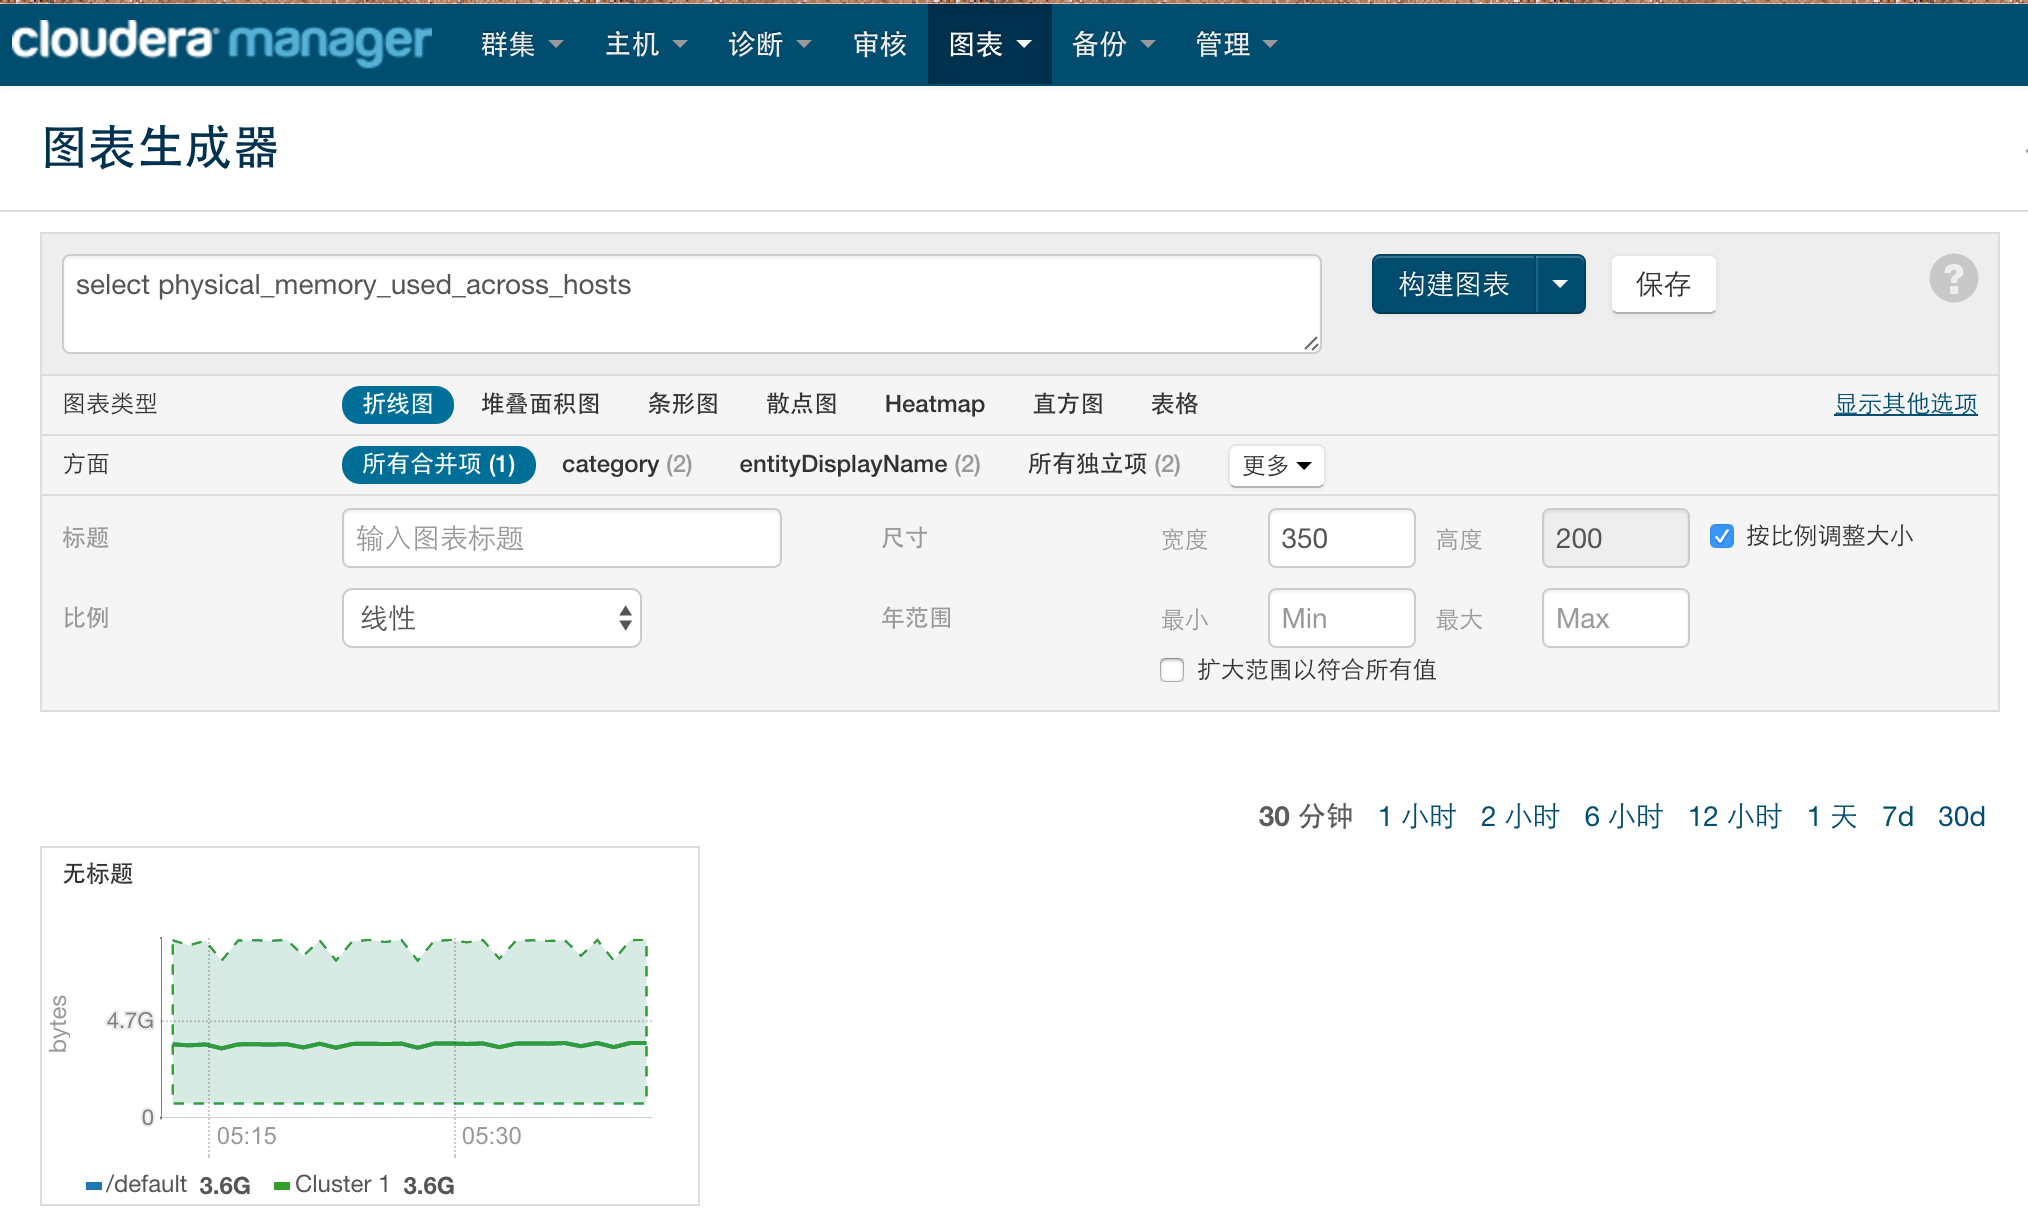 cloudera manager 群集 主机 诊断 审核 图表 备份 管理
图表生成器
select physical_memory_used_across_hosts
构建图表 保存 ?
图表类型 折线图 堆叠面积图 条形图 散点图 Heatmap 直方图 表格 显示其他选项
方面 所有合并项 (1) category (2) entityDisplayName (2) 所有独立项 (2) 更多
标题 输入图表标题 尺寸 宽度 350 高度 200 按比例调整大小
比例 线性 年范围 最小 Min 最大 Max
扩大范围以符合所有值
30 分钟 1 小时 2 小时 6 小时 12 小时 1 天 7d 30d
无标题
bytes
4.7G
0
05:15 05:30
/default 3.6G Cluster 1 3.6G